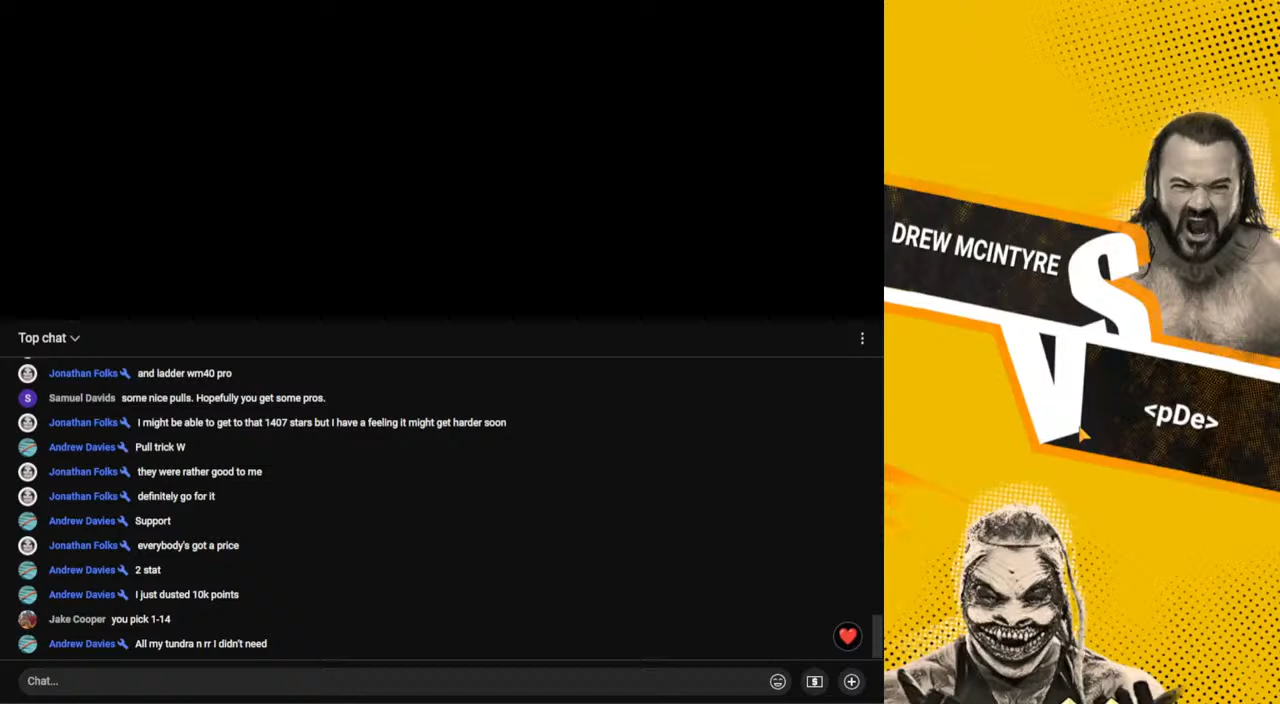 Top chat
Jonathan Folks and ladder wm40 pro
S Samuel Davids some nice pulls. Hopefully you get some pros.
Jonathan Folks I might be able to get to that 1407 stars but I have a feeling it might get harder soon
Andrew Davies Pull trick W
Jonathan Folks they were rather good to me
Jonathan Folks definitely go for it
Andrew Davies Support
Jonathan Folks everybody's got a price
Andrew Davies 2 stat
Andrew Davies I just dusted 10k points
Jake Cooper you pick 1-14
Andrew Davies All my tundra n rr I didn't need
Chat...
DREW MCINTYRE
VS
<pDe>